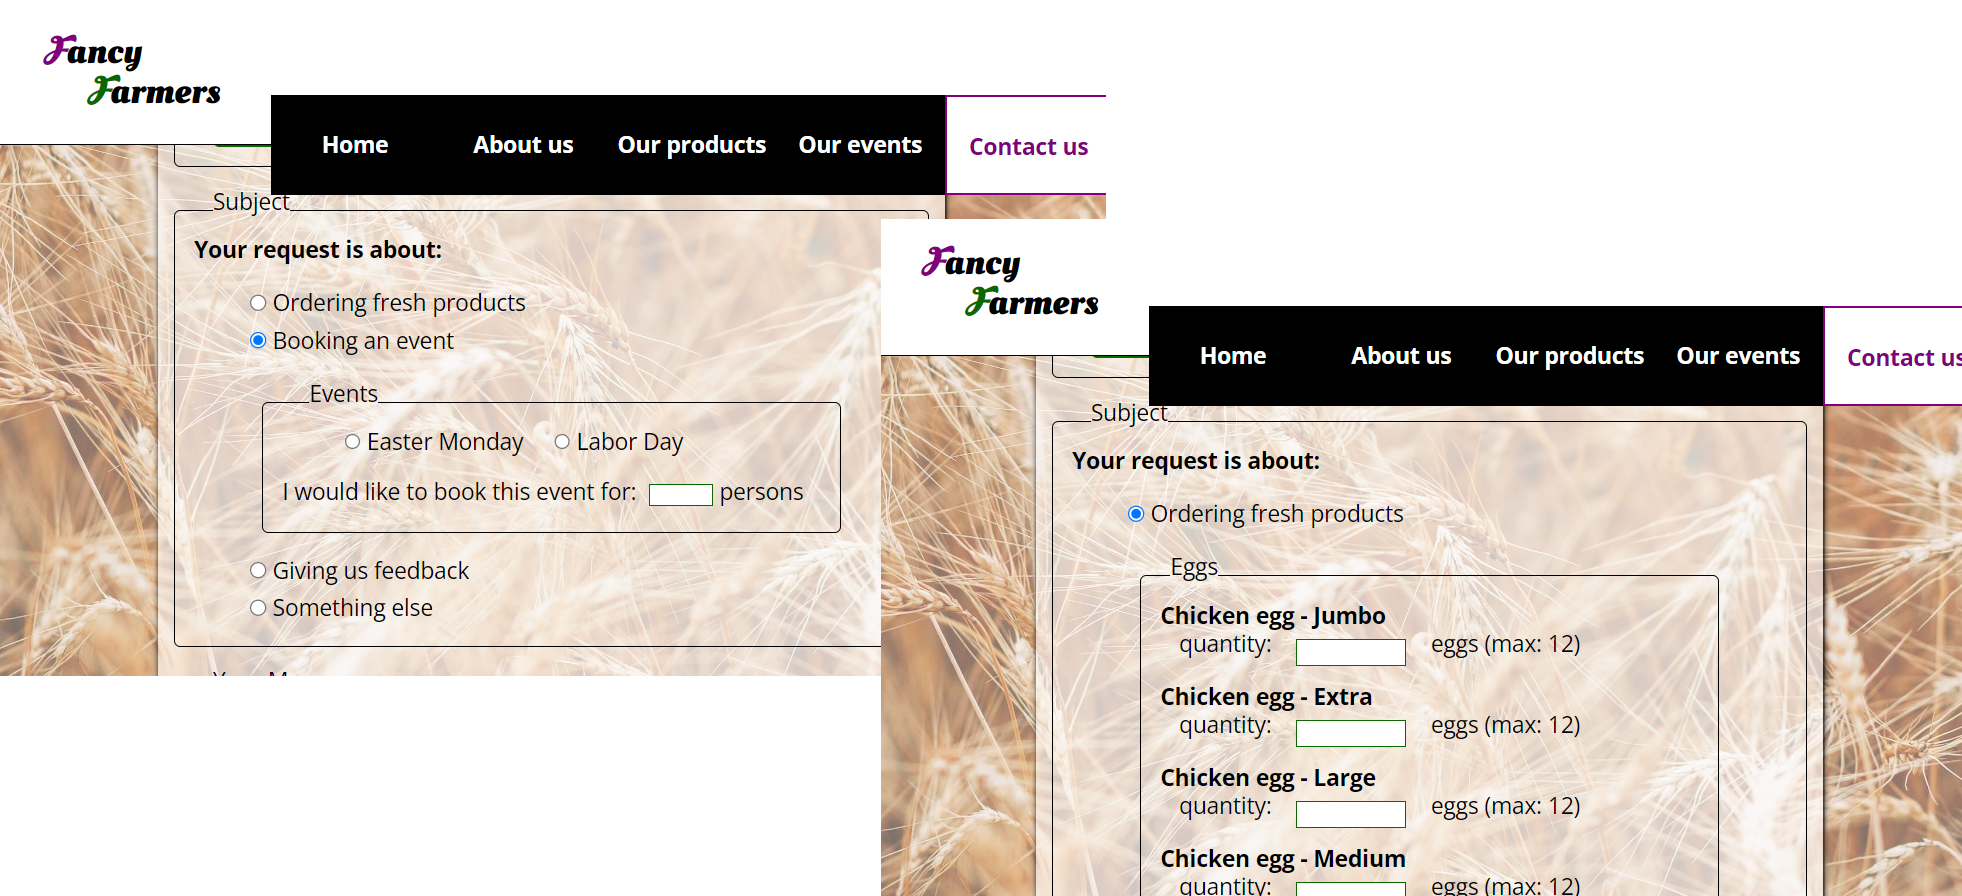 Fancy
Farmers
Home About us Our products Our events Contact us
Subject
Your request is about:
Ordering fresh products
Booking an event
Events
Easter Monday Labor Day
I would like to book this event for: persons
Giving us feedback
Something else
Fancy
Farmers
Home About us Our products Our events Contact us
Subject
Your request is about:
Ordering fresh products
Eggs
Chicken egg - Jumbo
quantity: eggs (max: 12)
Chicken egg - Extra
quantity: eggs (max: 12)
Chicken egg - Large
quantity: eggs (max: 12)
Chicken egg - Medium
quantity: eggs (max: 12)